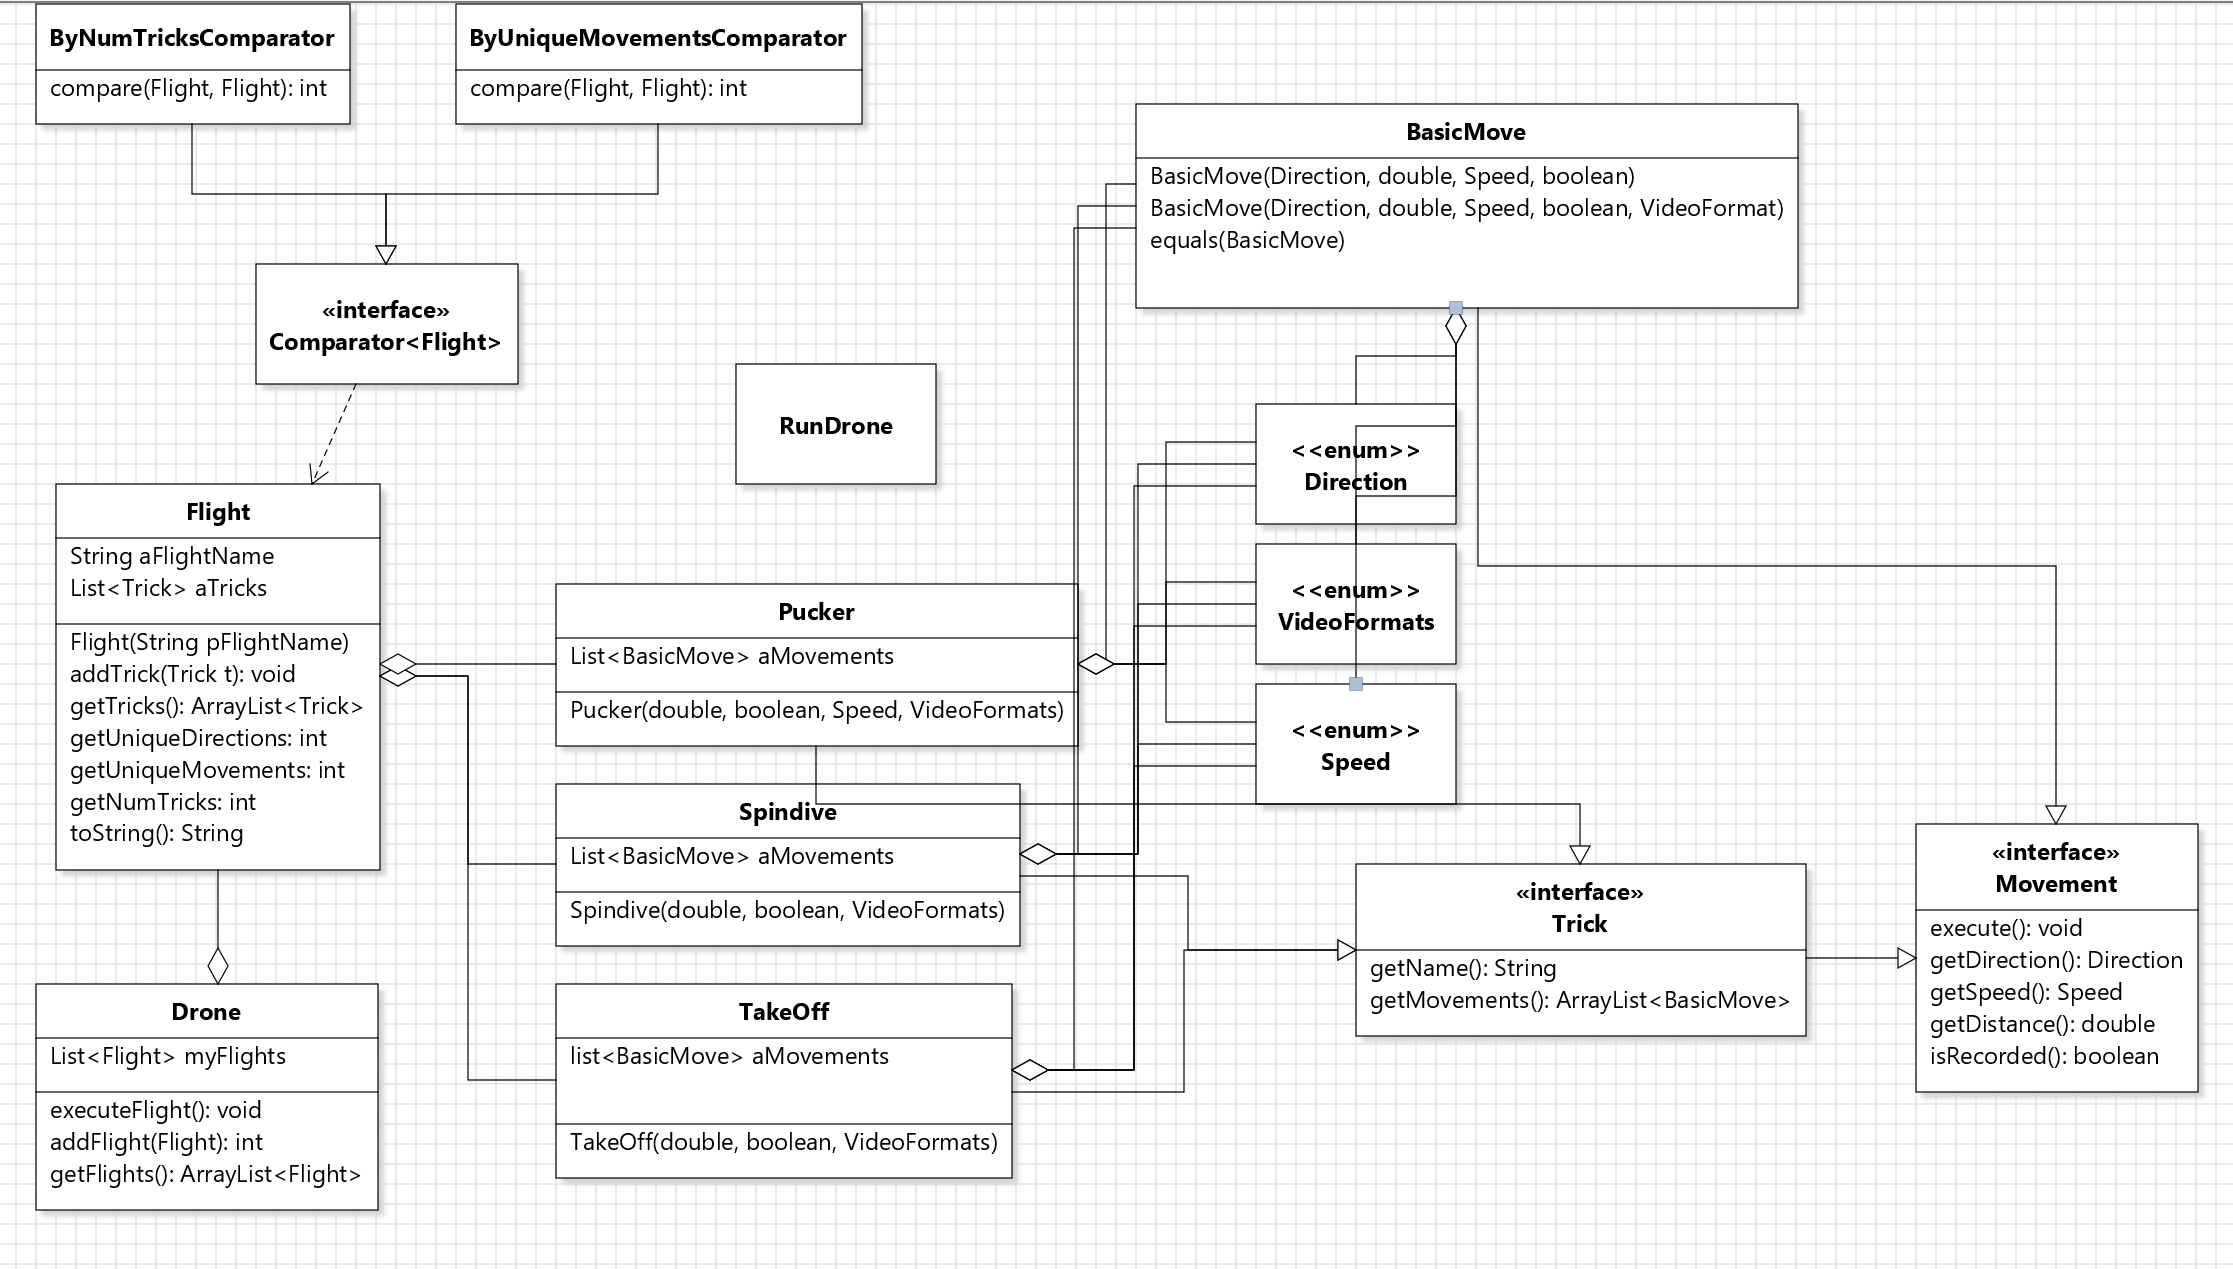 ByNumTricksComparator
compare(Flight, Flight): int
ByUniqueMovementsComparator
compare(Flight, Flight): int
BasicMove
BasicMove(Direction, double, Speed, boolean)
BasicMove(Direction, double, Speed, boolean, VideoFormat)
equals(BasicMove)
«interface»
Comparator<Flight>
RunDrone
<<enum>>
Direction
<<enum>>
VideoFormats
<<enum>>
Speed
Flight
String aFlightName
List<Trick> aTricks
Flight(String pFlightName)
addTrick(Trick t): void
getTricks(): ArrayList<Trick>
getUniqueDirections: int
getUniqueMovements: int
getNumTricks: int
toString(): String
Pucker
List<BasicMove> aMovements
Pucker(double, boolean, Speed, VideoFormats)
Spindive
List<BasicMove> aMovements
Spindive(double, boolean, VideoFormats)
TakeOff
list<BasicMove> aMovements
TakeOff(double, boolean, VideoFormats)
«interface»
Trick
getName(): String
getMovements(): ArrayList<BasicMove>
«interface»
Movement
execute(): void
getDirection(): Direction
getSpeed(): Speed
getDistance(): double
isRecorded(): boolean
Drone
List<Flight> myFlights
executeFlight(): void
addFlight(Flight): int
getFlights(): ArrayList<Flight>